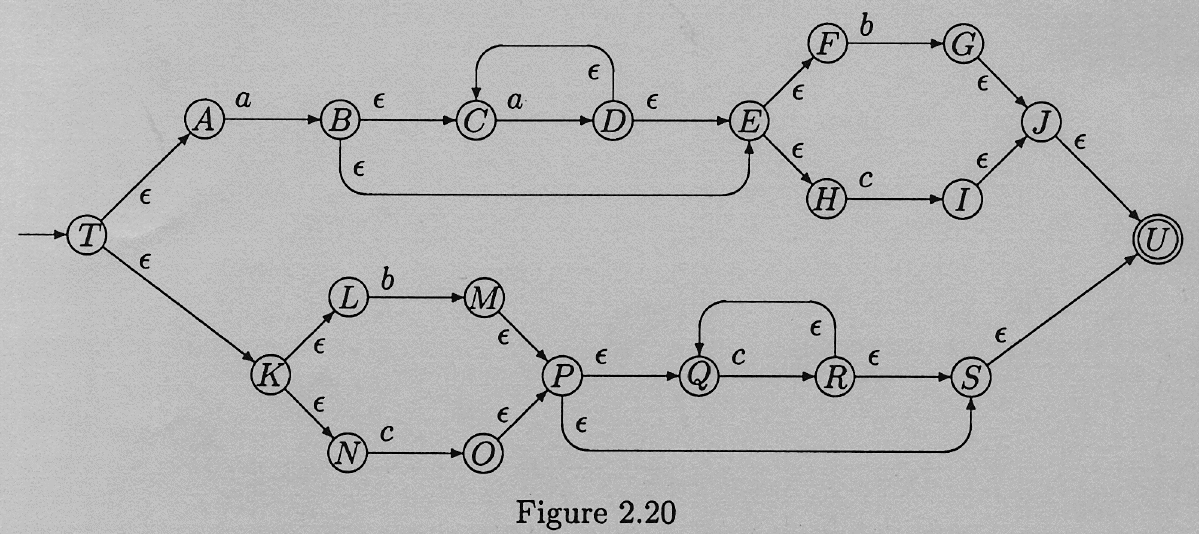 F b G
ϵ ϵ ϵ
A a B ϵ C a D ϵ E J ϵ
ϵ ϵ ϵ ϵ
H c I
T U
ϵ
L b M ϵ ϵ
ϵ ϵ
K P ϵ Q c R ϵ S
ϵ ϵ ϵ
N c O
Figure 2.20